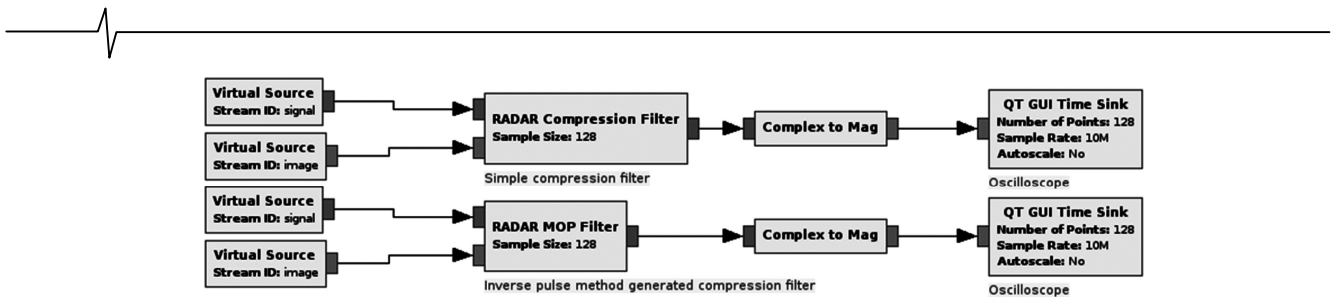 Virtual Source
Stream ID: signal
Virtual Source
Stream ID: image
RADAR Compression Filter
Sample Size: 128
Simple compression filter
Complex to Mag
QT GUI Time Sink
Number of Points: 128
Sample Rate: 10M
Autoscale: No
Oscilloscope
Virtual Source
Stream ID: signal
Virtual Source
Stream ID: image
RADAR MOP Filter
Sample Size: 128
Inverse pulse method generated compression filter
Complex to Mag
QT GUI Time Sink
Number of Points: 128
Sample Rate: 10M
Autoscale: No
Oscilloscope